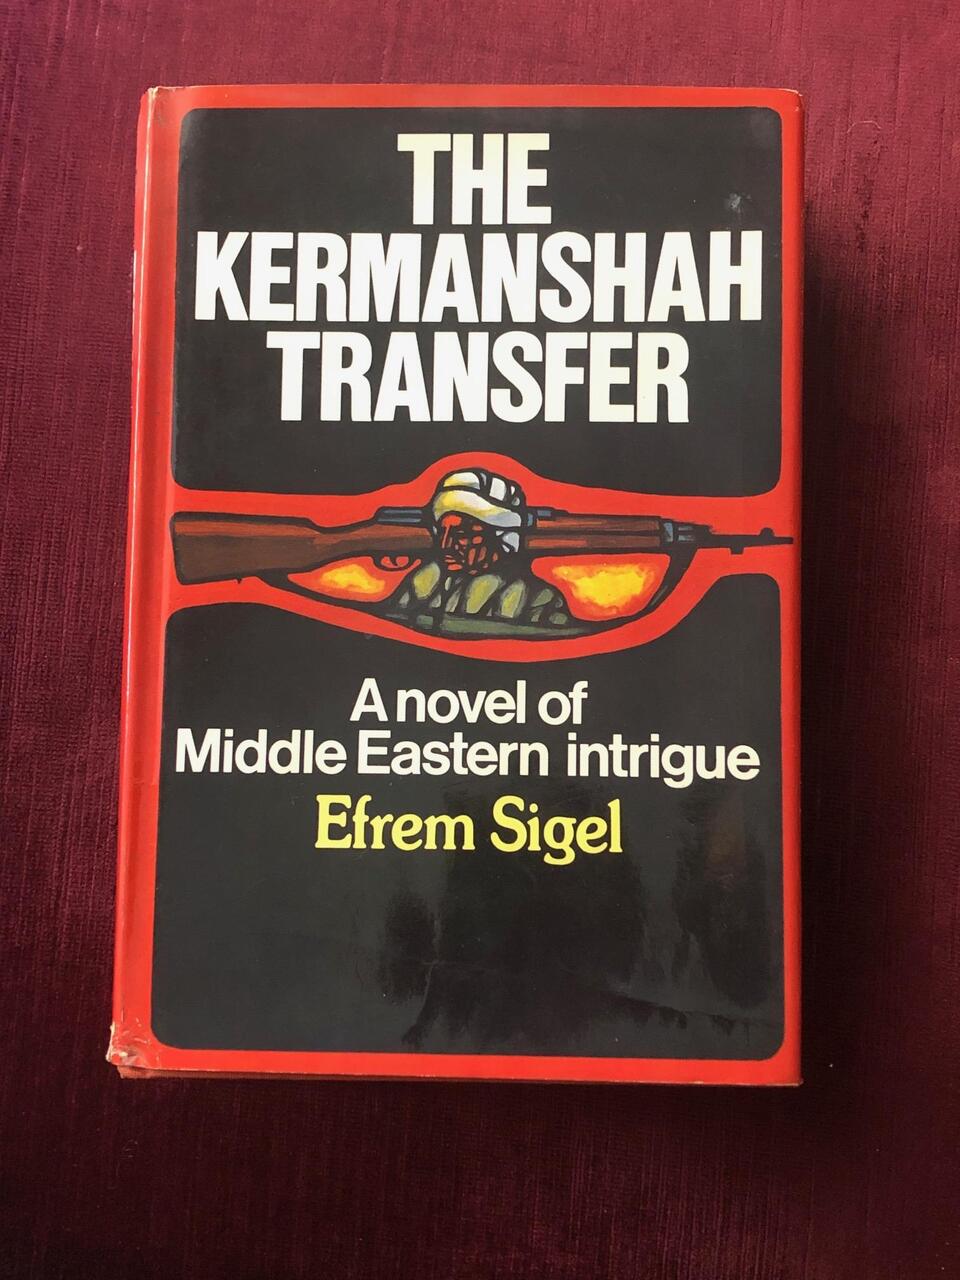 THE
KERMANSHAH
TRANSFER
A novel of
Middle Eastern intrigue
Efrem Sigel